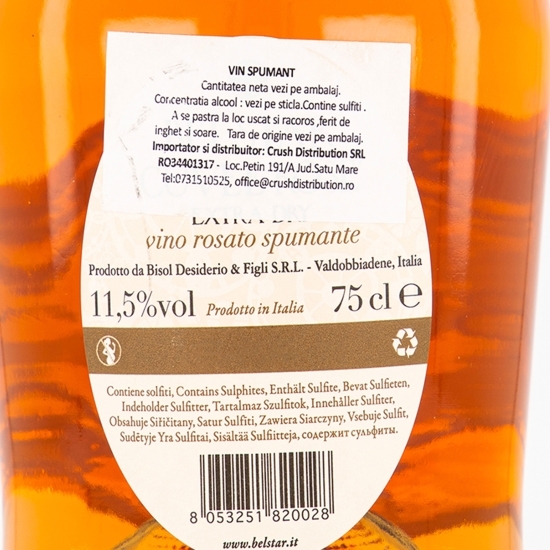 VIN SPUMANT
Cantitatea neta vezi pe ambalaj.
Concentratia alcool : vezi pe sticla.Contine sulfiti .
A se pastra la loc uscat si racoros ,ferit de
inghet si soare. Tara de origine vezi pe ambalaj.
Importator si distribuitor: Crush Distribution SRL
RO34401317 - Loc.Petin 191/A Jud.Satu Mare
Tel:0731510525, office@crushdistribution.ro
EXTRA DRY
vino rosato spumante
Prodotto da Bisol Desiderio & Figli S.R.L. - Valdobbiadene, Italia
11,5%vol Prodotto in Italia 75 cl e
Contiene solfiti, Contains Sulphites, Enthält Sulfite, Bevat Sulfieten,
Indeholder Sulfitter, Tartalmaz Szulfitok, Innehåller Sulfiter,
Obsahuje Siřičitany, Satur Sulfiti, Zawiera Siarczyny, Vsebuje Sulfit,
Sudėtyje Yra Sulfitai, Sisältää Sulfiitteja, содержит сульфиты.
8 053251 820028
www.belstar.it